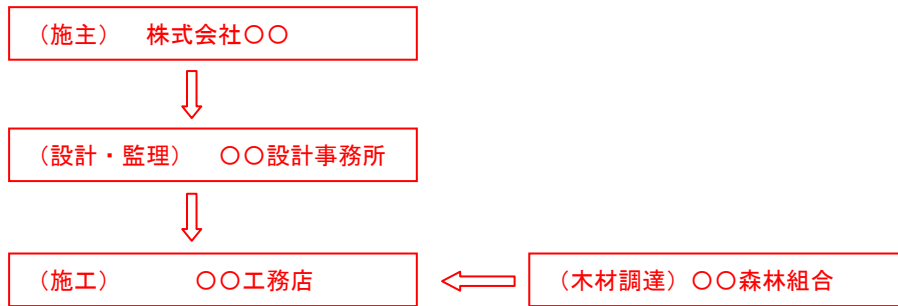 （施主）　株式会社〇〇
（設計・監理）　〇〇設計事務所
（施工）　　　〇〇工務店
（木材調達）〇〇森林組合